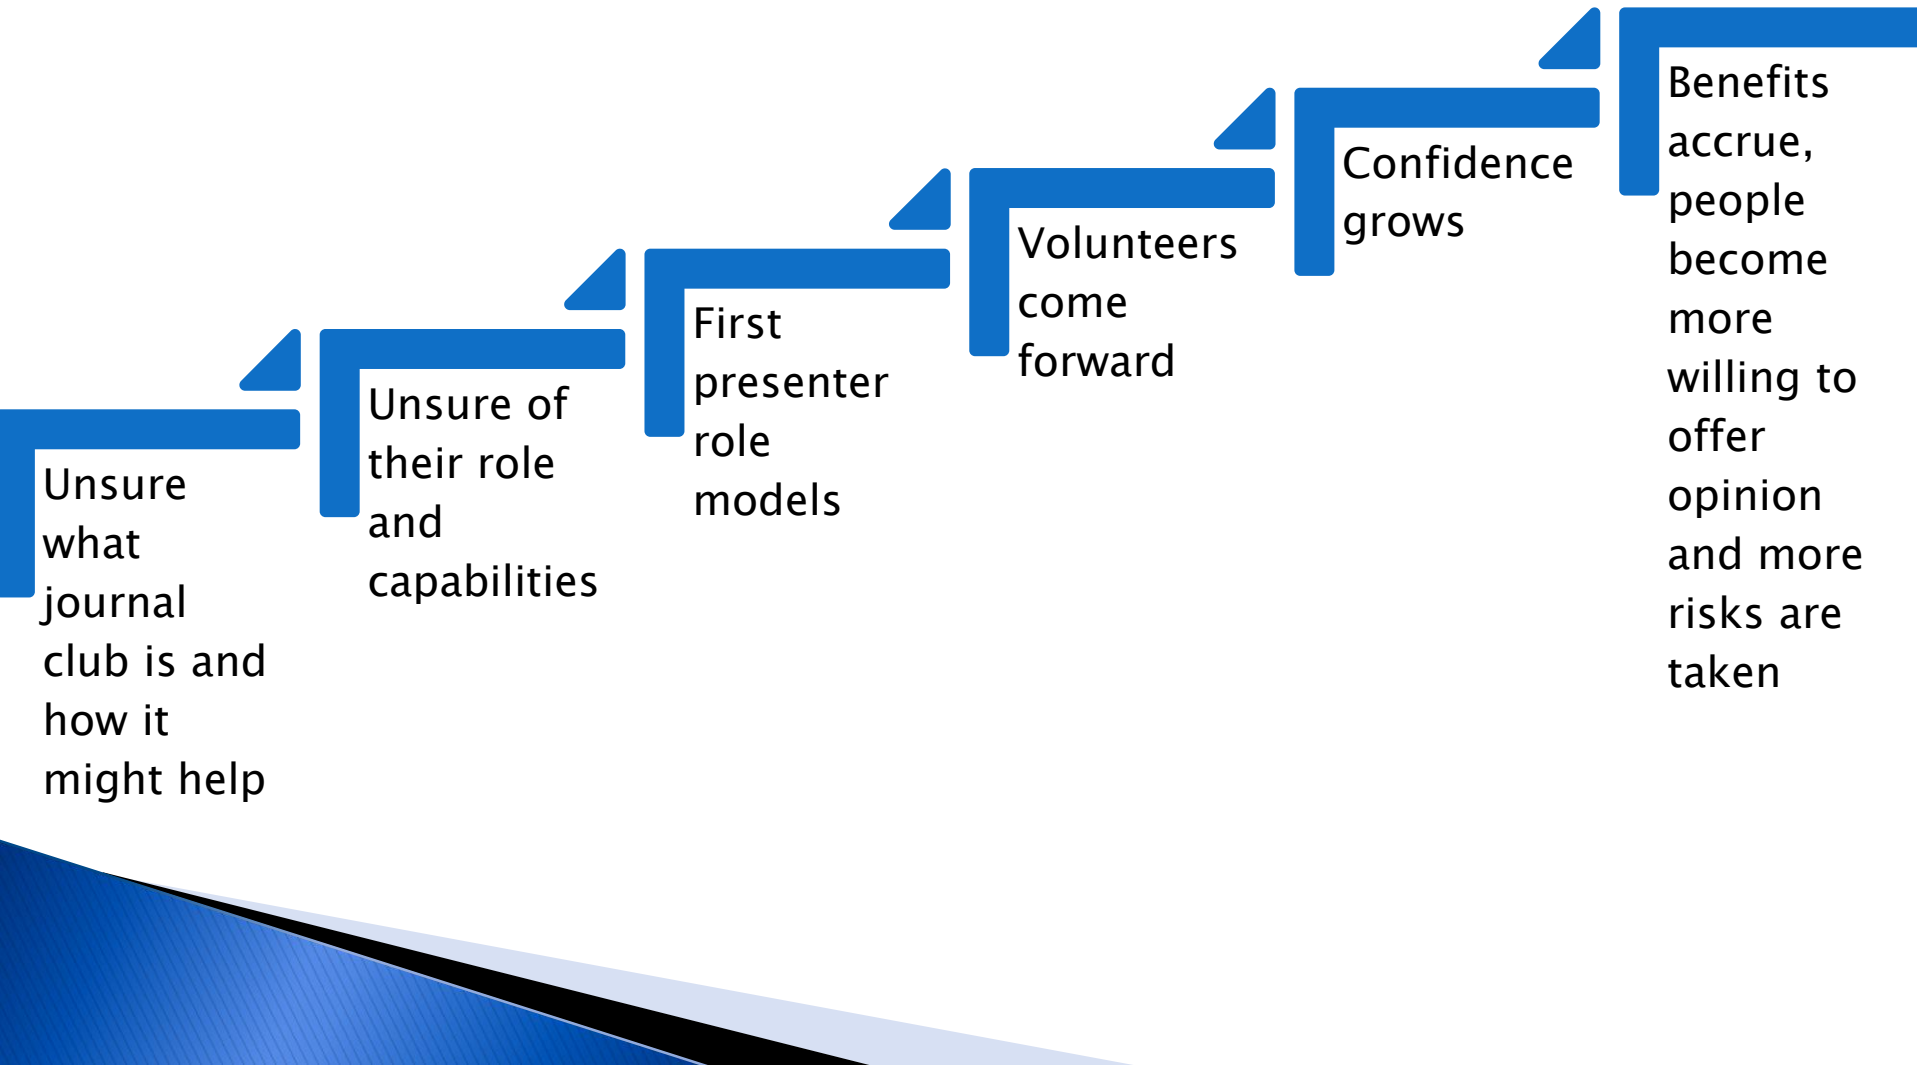 Unsure
what
journal
club is and
how it
might help
Unsure of
their role
and
capabilities
First
presenter
role
models
Volunteers
come
forward
Confidence
grows
Benefits
accrue,
people
become
more
willing to
offer
opinion
and more
risks are
taken